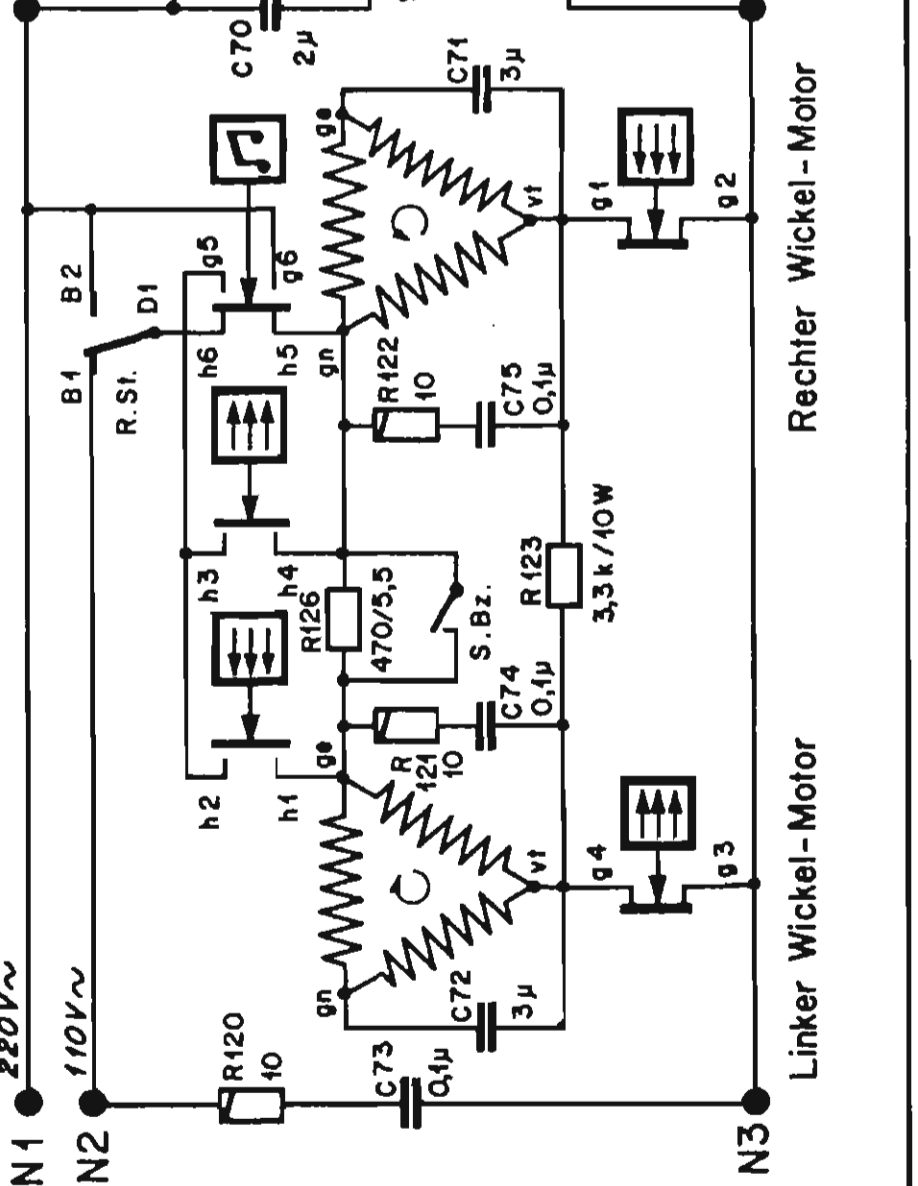 220V~
N1
110V~
N2
N3
R120
10
C73
0,1µ
C70
2µ
B1
B2
R.St.
D1
g5
g6
h6
h5
h3
h4
h2
h1
gn
ge
vt
C71
3µ
R122
10
C75
0,1µ
R126
470/5,5
S.Bz.
R123
3,3k/10W
ge
R
121
10
C74
0,1µ
gn
vt
C72
3µ
g1
g2
g4
g3
Linker Wickel-Motor
Rechter Wickel-Motor